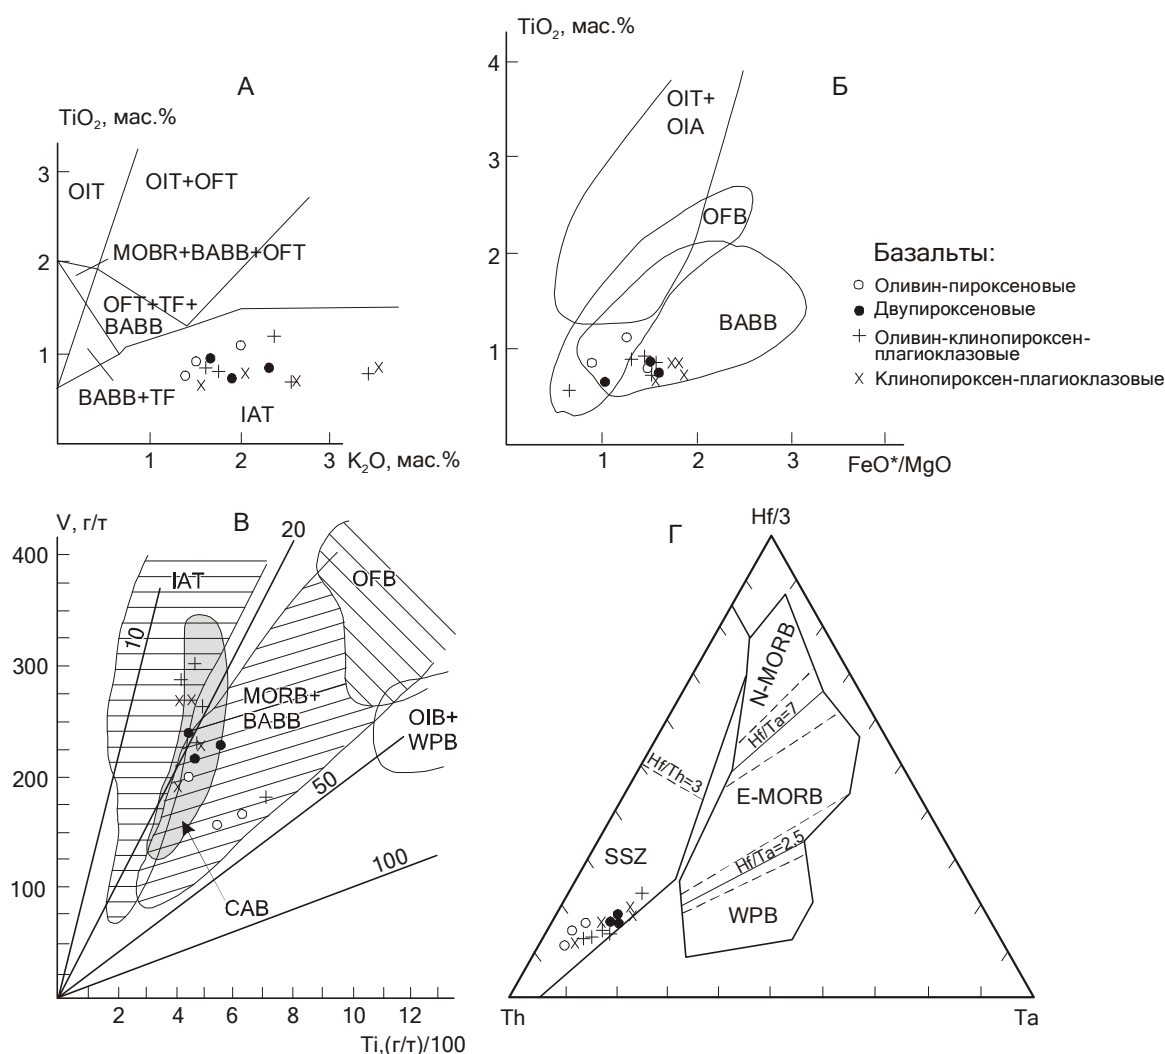 А
TiO2, мас.%
3
2
1
OIT
OIT+OFT
MOBR+BABB+OFT
OFT+TF+
BABB
BABB+TF
IAT
1
2
3
K2O, мас.%
Б
TiO2, мас.%
4
3
2
1
OIT+
OIA
OFB
BABB
1
2
3
FeO*/MgO
Базальты:
Оливин-пироксеновые
Двупироксеновые
Оливин-клинопироксен-
плагиоклазовые
Клинопироксен-плагиоклазовые
В
V, г/т
400
300
200
100
IAT
10
20
OFB
MORB+
BABB
OIB+
WPB
50
100
CAB
2
4
6
8
10
12
Ti,(г/т)/100
Г
Hf/3
N-MORB
Hf/Ta=7
Hf/Th=3
E-MORB
Hf/Ta=2,5
SSZ
WPB
Th
Ta